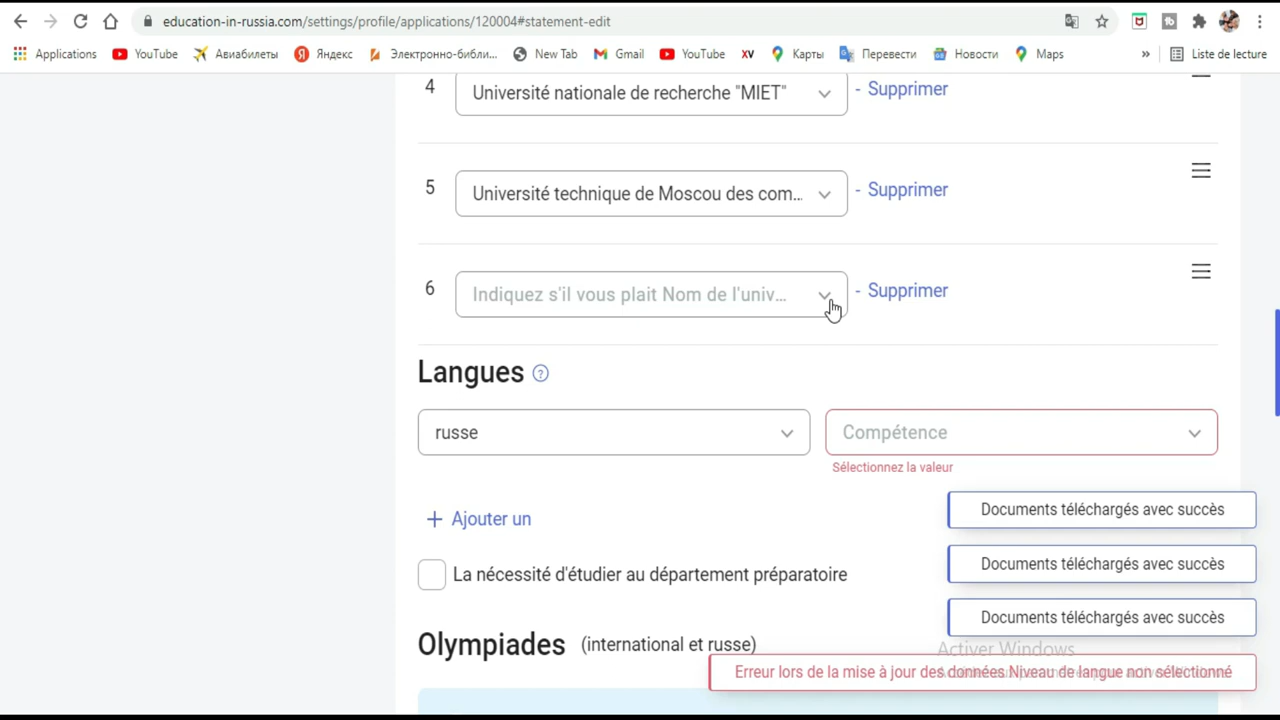 education-in-russia.com/settings/profile/applications/120004#statement-edit
Applications YouTube Авиабилеты Яндекс Электронно-библи... New Tab Gmail YouTube XV Карты Перевести Новости Maps » Liste de lecture
4 Université nationale de recherche "MIET" - Supprimer
5 Université technique de Moscou des com... - Supprimer
6 Indiquez s'il vous plait Nom de l'univ... - Supprimer
Langues ?
russe Compétence
Sélectionnez la valeur
+ Ajouter un
Documents téléchargés avec succès
La nécessité d'étudier au département préparatoire
Documents téléchargés avec succès
Documents téléchargés avec succès
Olympiades (international et russe)
Activer Windows
Erreur lors de la mise à jour des données Niveau de langue non sélectionné